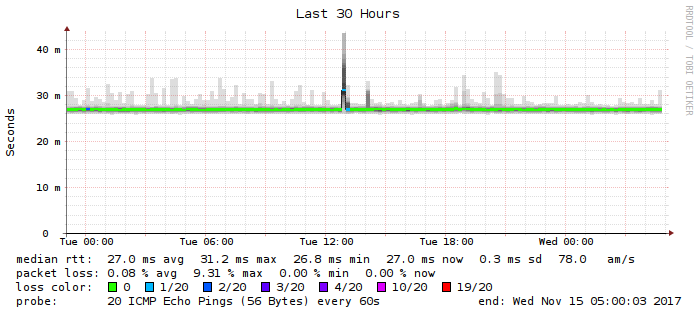 Last 30 Hours
RRDTOOL / TOBI OETIKER
Seconds
40 m
30 m
20 m
10 m
0
Tue 00:00 Tue 06:00 Tue 12:00 Tue 18:00 Wed 00:00
median rtt: 27.0 ms avg 31.2 ms max 26.8 ms min 27.0 ms now 0.3 ms sd 78.0 am/s
packet loss: 0.08 % avg 9.31 % max 0.00 % min 0.00 % now
loss color: 0 1/20 2/20 3/20 4/20 10/20 19/20
probe: 20 ICMP Echo Pings (56 Bytes) every 60s end: Wed Nov 15 05:00:03 2017